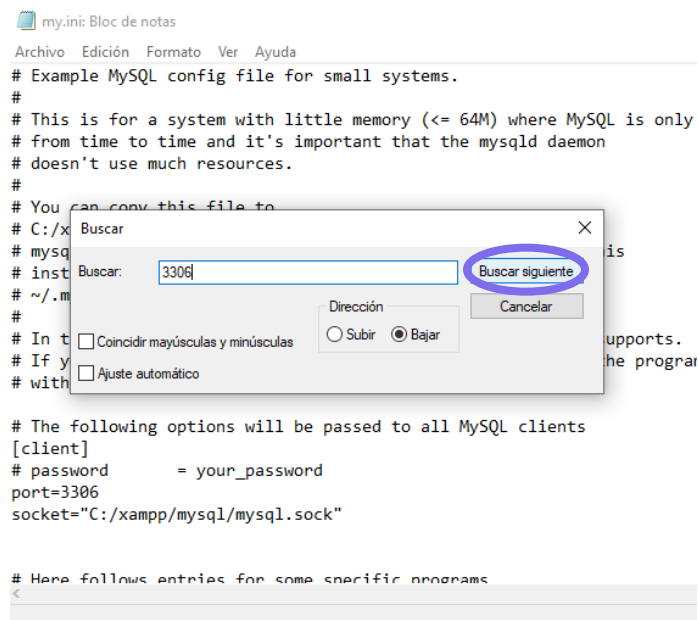 my.ini: Bloc de notas
Archivo Edición Formato Ver Ayuda
# Example MySQL config file for small systems.
#
# This is for a system with little memory (<= 64M) where MySQL is only
# from time to time and it's important that the mysqld daemon
# doesn't use much resources.
#
# You can copy this file to
# C:/x
# mysq is
# inst
# ~/.m
#
# In t upports.
# If y he program
# with
Buscar
Buscar: 3306 Buscar siguiente
Dirección Cancelar
Subir Bajar
Coincidir mayúsculas y minúsculas
Ajuste automático
# The following options will be passed to all MySQL clients
[client]
# password = your_password
port=3306
socket="C:/xampp/mysql/mysql.sock"
# Here follows entries for some specific programs